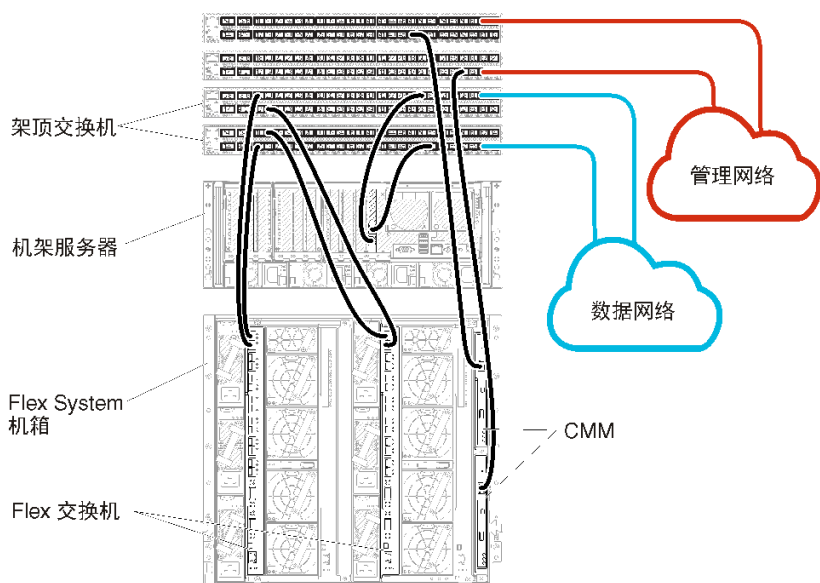 架顶交换机
管理网络
机架服务器
数据网络
Flex System
机箱
CMM
Flex 交换机